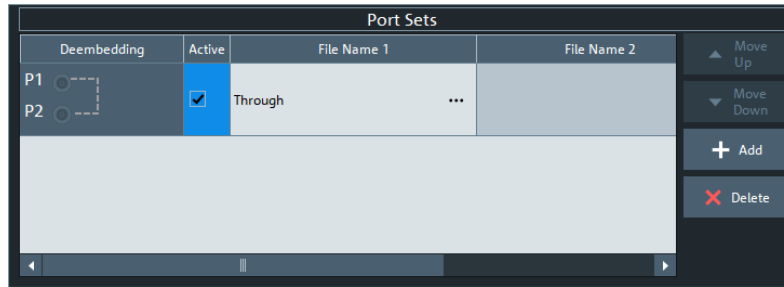 Port Sets
Deembedding Active File Name 1 File Name 2
Move Up
P1
P2
Through ...
Move Down
Add
Delete